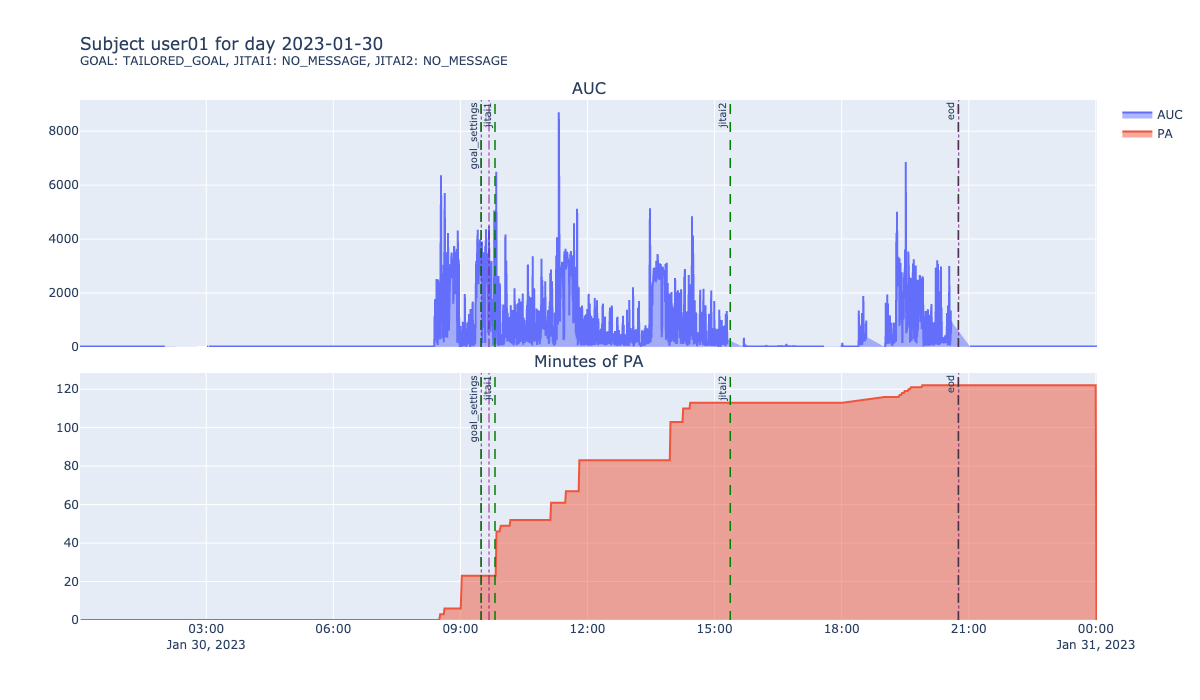 Subject user01 for day 2023-01-30
GOAL: TAILORED_GOAL, JITAI1: NO_MESSAGE, JITAI2: NO_MESSAGE
AUC
goal_settings
jitai1
jitai2
eod
AUC
PA
8000
6000
4000
2000
0
Minutes of PA
goal_settings
jitai1
jitai2
eod
120
100
80
60
40
20
0
03:00 06:00 09:00 12:00 15:00 18:00 21:00 00:00
Jan 30, 2023 Jan 31, 2023